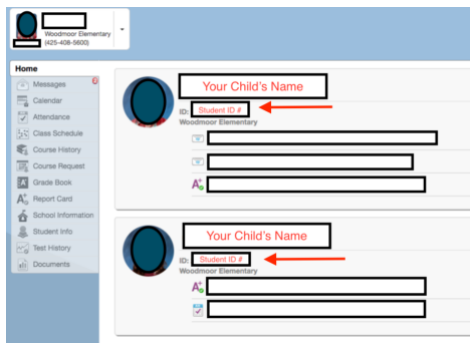 Woodmoor Elementary
(425-408-5600)
Home
Messages
Calendar
Attendance
Class Schedule
Course History
Course Request
Grade Book
Report Card
School Information
Student Info
Test History
Documents
Your Child's Name
ID: Student ID #
Woodmoor Elementary
Your Child's Name
ID: Student ID #
Woodmoor Elementary